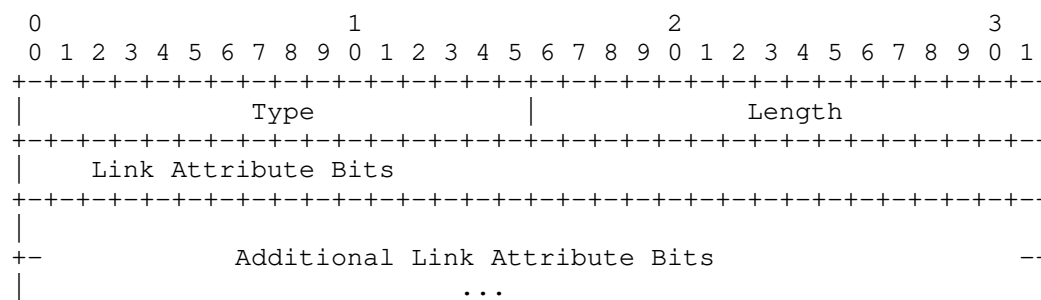 0                   1                   2                   3
 0 1 2 3 4 5 6 7 8 9 0 1 2 3 4 5 6 7 8 9 0 1 2 3 4 5 6 7 8 9 0 1
+-+-+-+-+-+-+-+-+-+-+-+-+-+-+-+-+-+-+-+-+-+-+-+-+-+-+-+-+-+-+-+--
|              Type             |             Length
+-+-+-+-+-+-+-+-+-+-+-+-+-+-+-+-+-+-+-+-+-+-+-+-+-+-+-+-+-+-+-+--
|    Link Attribute Bits
+-+-+-+-+-+-+-+-+-+-+-+-+-+-+-+-+-+-+-+-+-+-+-+-+-+-+-+-+-+-+-+--
|
+-            Additional Link Attribute Bits                   --
|                           ...